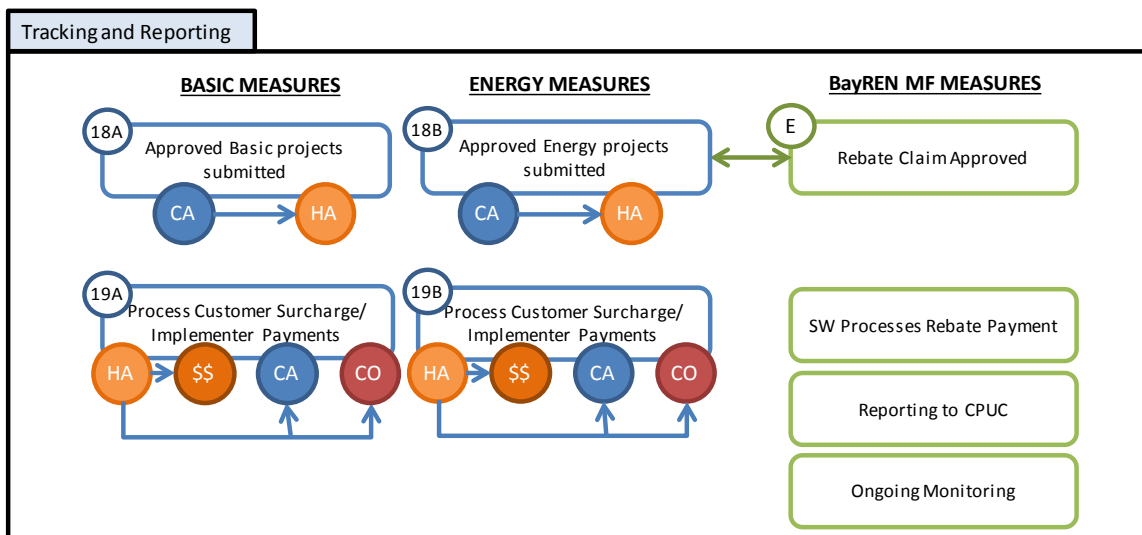 Tracking and Reporting
BASIC MEASURES
ENERGY MEASURES
BayREN MF MEASURES
18A
Approved Basic projects
submitted
CA
HA
18B
Approved Energy projects
submitted
CA
HA
E
Rebate Claim Approved
19A
Process Customer Surcharge/
Implementer Payments
HA
$$
CA
CO
19B
Process Customer Surcharge/
Implementer Payments
HA
$$
CA
CO
SW Processes Rebate Payment
Reporting to CPUC
Ongoing Monitoring